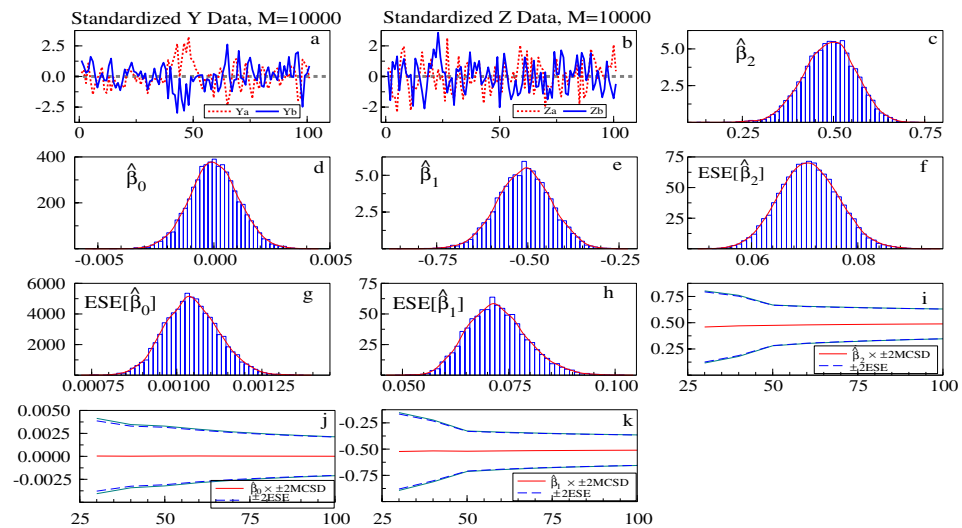 Standardized Y Data, M=10000
a
2.5
0.0
-2.5
Ya Yb
0 50 100
Standardized Z Data, M=10000
b
2
0
-2
Za Zb
0 50 100
c
β̂2
5.0
2.5
0.25 0.50 0.75
d
β̂0
400
200
-0.005 0.000 0.005
e
β̂1
5.0
2.5
-0.75 -0.50 -0.25
f
ESE[β̂2]
75
50
25
0.06 0.08
g
ESE[β̂0]
6000
4000
2000
0.00075 0.00100 0.00125
h
ESE[β̂1]
75
50
25
0.050 0.075 0.100
i
0.75
0.50
0.25
β̂2 × ±2MCSD
±2ESE
25 50 75 100
j
0.0050
0.0025
0.0000
-0.0025
β̂0 × ±2MCSD
±2ESE
25 50 75 100
k
-0.25
-0.50
-0.75
β̂1 × ±2MCSD
±2ESE
25 50 75 100